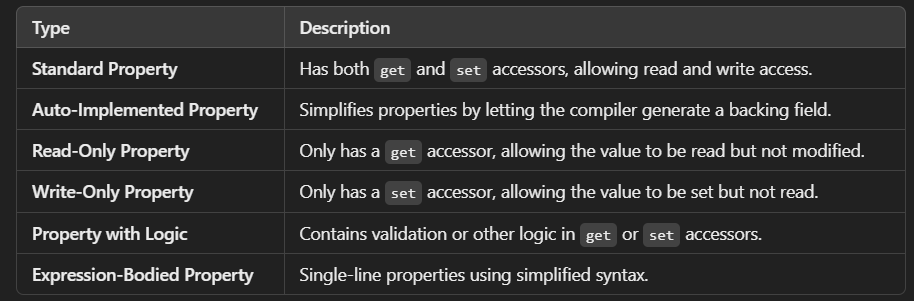 Type Description
Standard Property Has both get and set accessors, allowing read and write access.
Auto-Implemented Property Simplifies properties by letting the compiler generate a backing field.
Read-Only Property Only has a get accessor, allowing the value to be read but not modified.
Write-Only Property Only has a set accessor, allowing the value to be set but not read.
Property with Logic Contains validation or other logic in get or set accessors.
Expression-Bodied Property Single-line properties using simplified syntax.